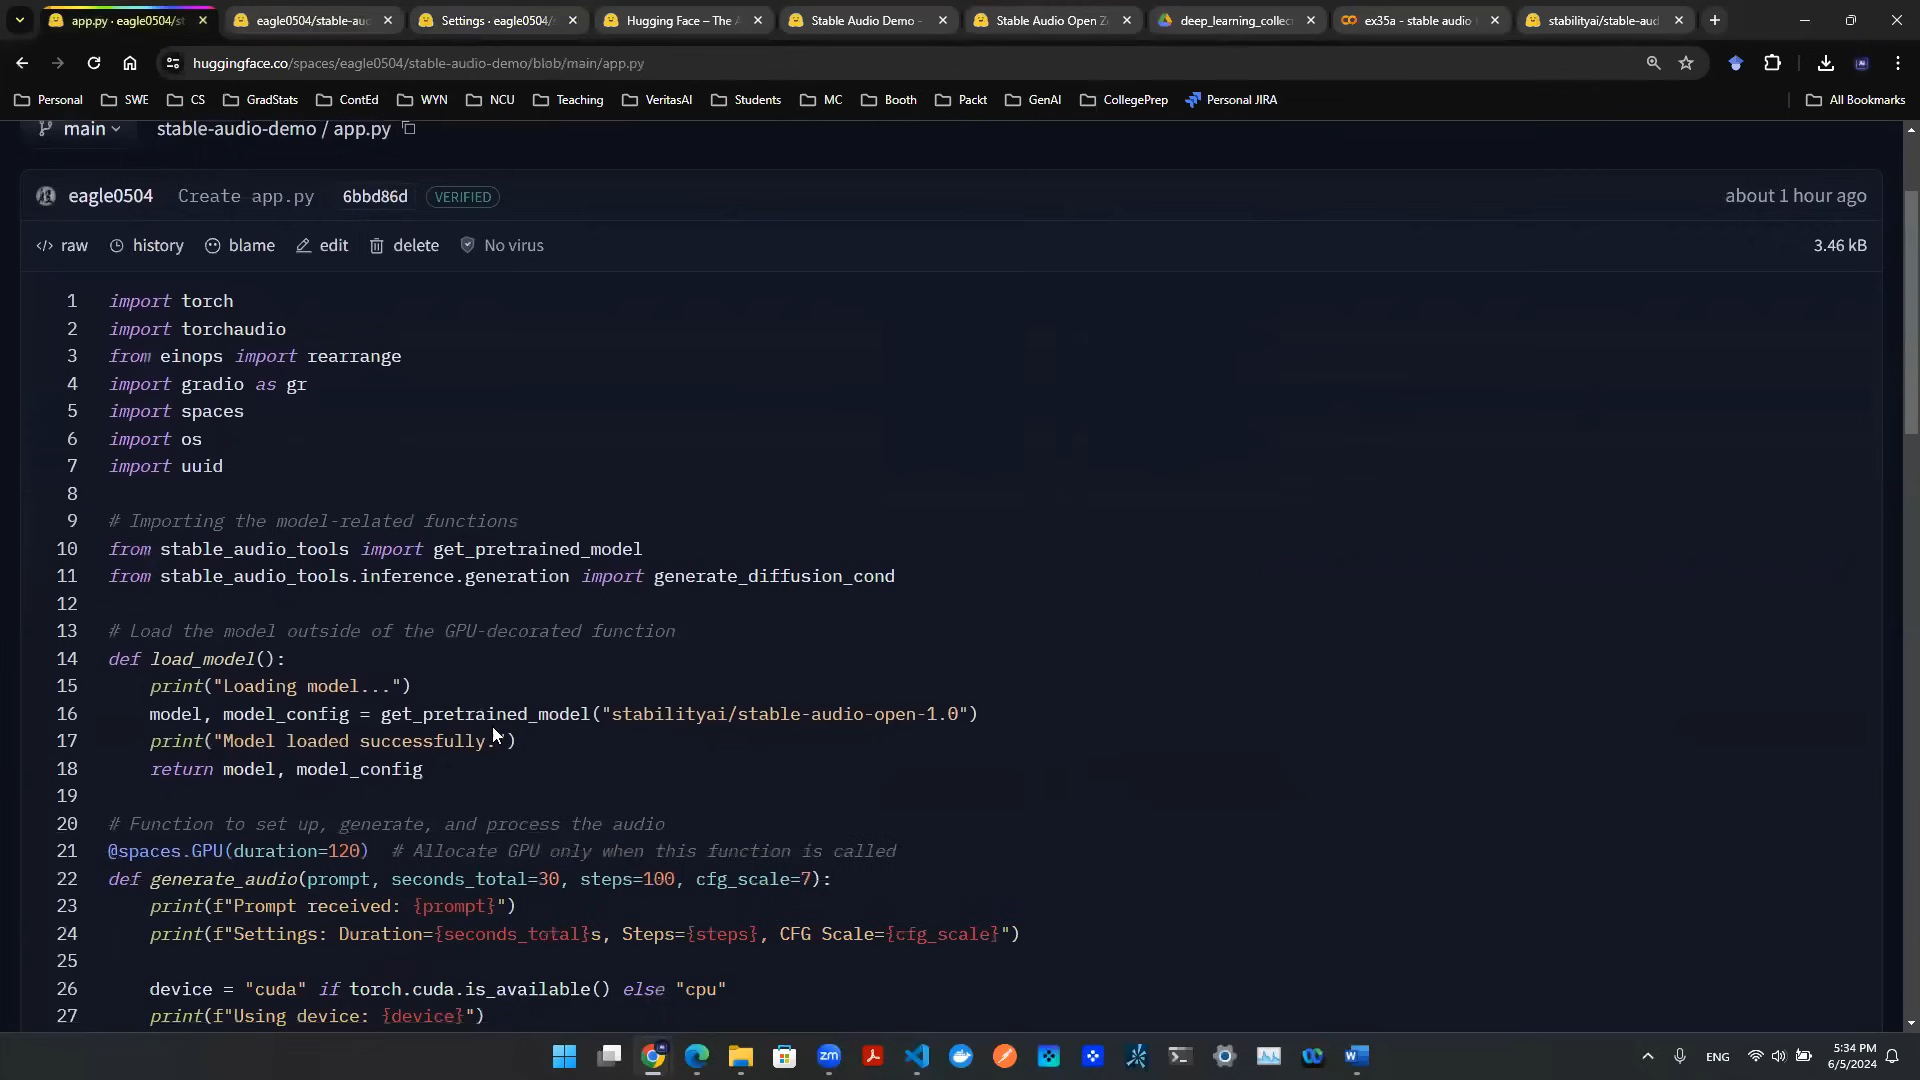 app.py · eagle0504/st
eagle0504/stable-aud
Settings · eagle0504/
Hugging Face – The A
Stable Audio Demo -
Stable Audio Open Z
deep_learning_collec
ex35a - stable audio
stabilityai/stable-aud
huggingface.co/spaces/eagle0504/stable-audio-demo/blob/main/app.py
Personal
SWE
CS
GradStats
ContEd
WYN
NCU
Teaching
VeritasAI
Students
MC
Booth
Packt
GenAI
CollegePrep
Personal JIRA
All Bookmarks
main
stable-audio-demo / app.py
eagle0504 Create app.py 6bbd86d VERIFIED about 1 hour ago
</> raw history blame edit delete No virus 3.46 kB
1 import torch
2 import torchaudio
3 from einops import rearrange
4 import gradio as gr
5 import spaces
6 import os
7 import uuid
8
9 # Importing the model-related functions
10 from stable_audio_tools import get_pretrained_model
11 from stable_audio_tools.inference.generation import generate_diffusion_cond
12
13 # Load the model outside of the GPU-decorated function
14 def load_model():
15 print("Loading model...")
16 model, model_config = get_pretrained_model("stabilityai/stable-audio-open-1.0")
17 print("Model loaded successfully.")
18 return model, model_config
19
20 # Function to set up, generate, and process the audio
21 @spaces.GPU(duration=120) # Allocate GPU only when this function is called
22 def generate_audio(prompt, seconds_total=30, steps=100, cfg_scale=7):
23 print(f"Prompt received: {prompt}")
24 print(f"Settings: Duration={seconds_total}s, Steps={steps}, CFG Scale={cfg_scale}")
25
26 device = "cuda" if torch.cuda.is_available() else "cpu"
27 print(f"Using device: {device}")
zm
ENG
5:34 PM
6/5/2024